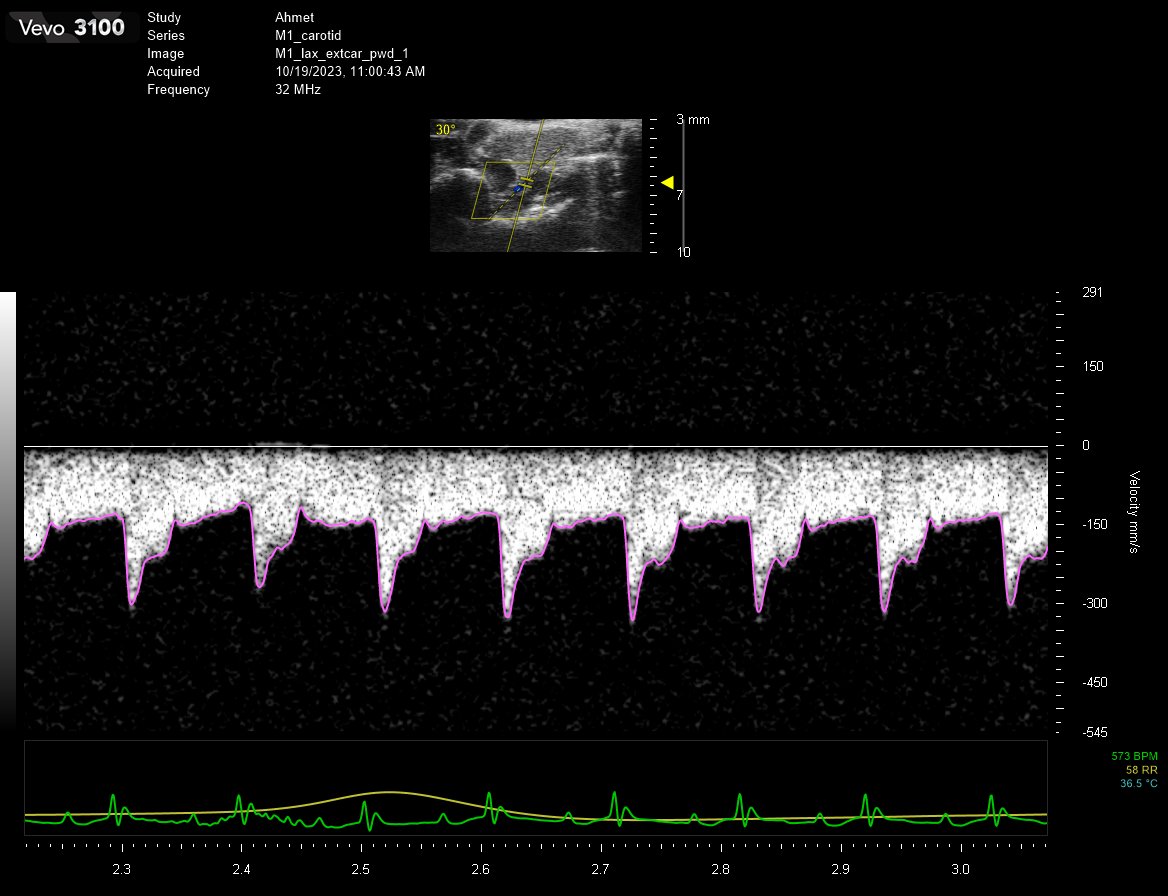 Vevo 3100
Study Ahmet
Series M1_carotid
Image M1_lax_extcar_pwd_1
Acquired 10/19/2023, 11:00:43 AM
Frequency 32 MHz
30°
3 mm
7
10
291
150
0
-150
-300
-450
-545
Velocity mm/s
573 BPM
58 RR
36.5 °C
2.3 2.4 2.5 2.6 2.7 2.8 2.9 3.0